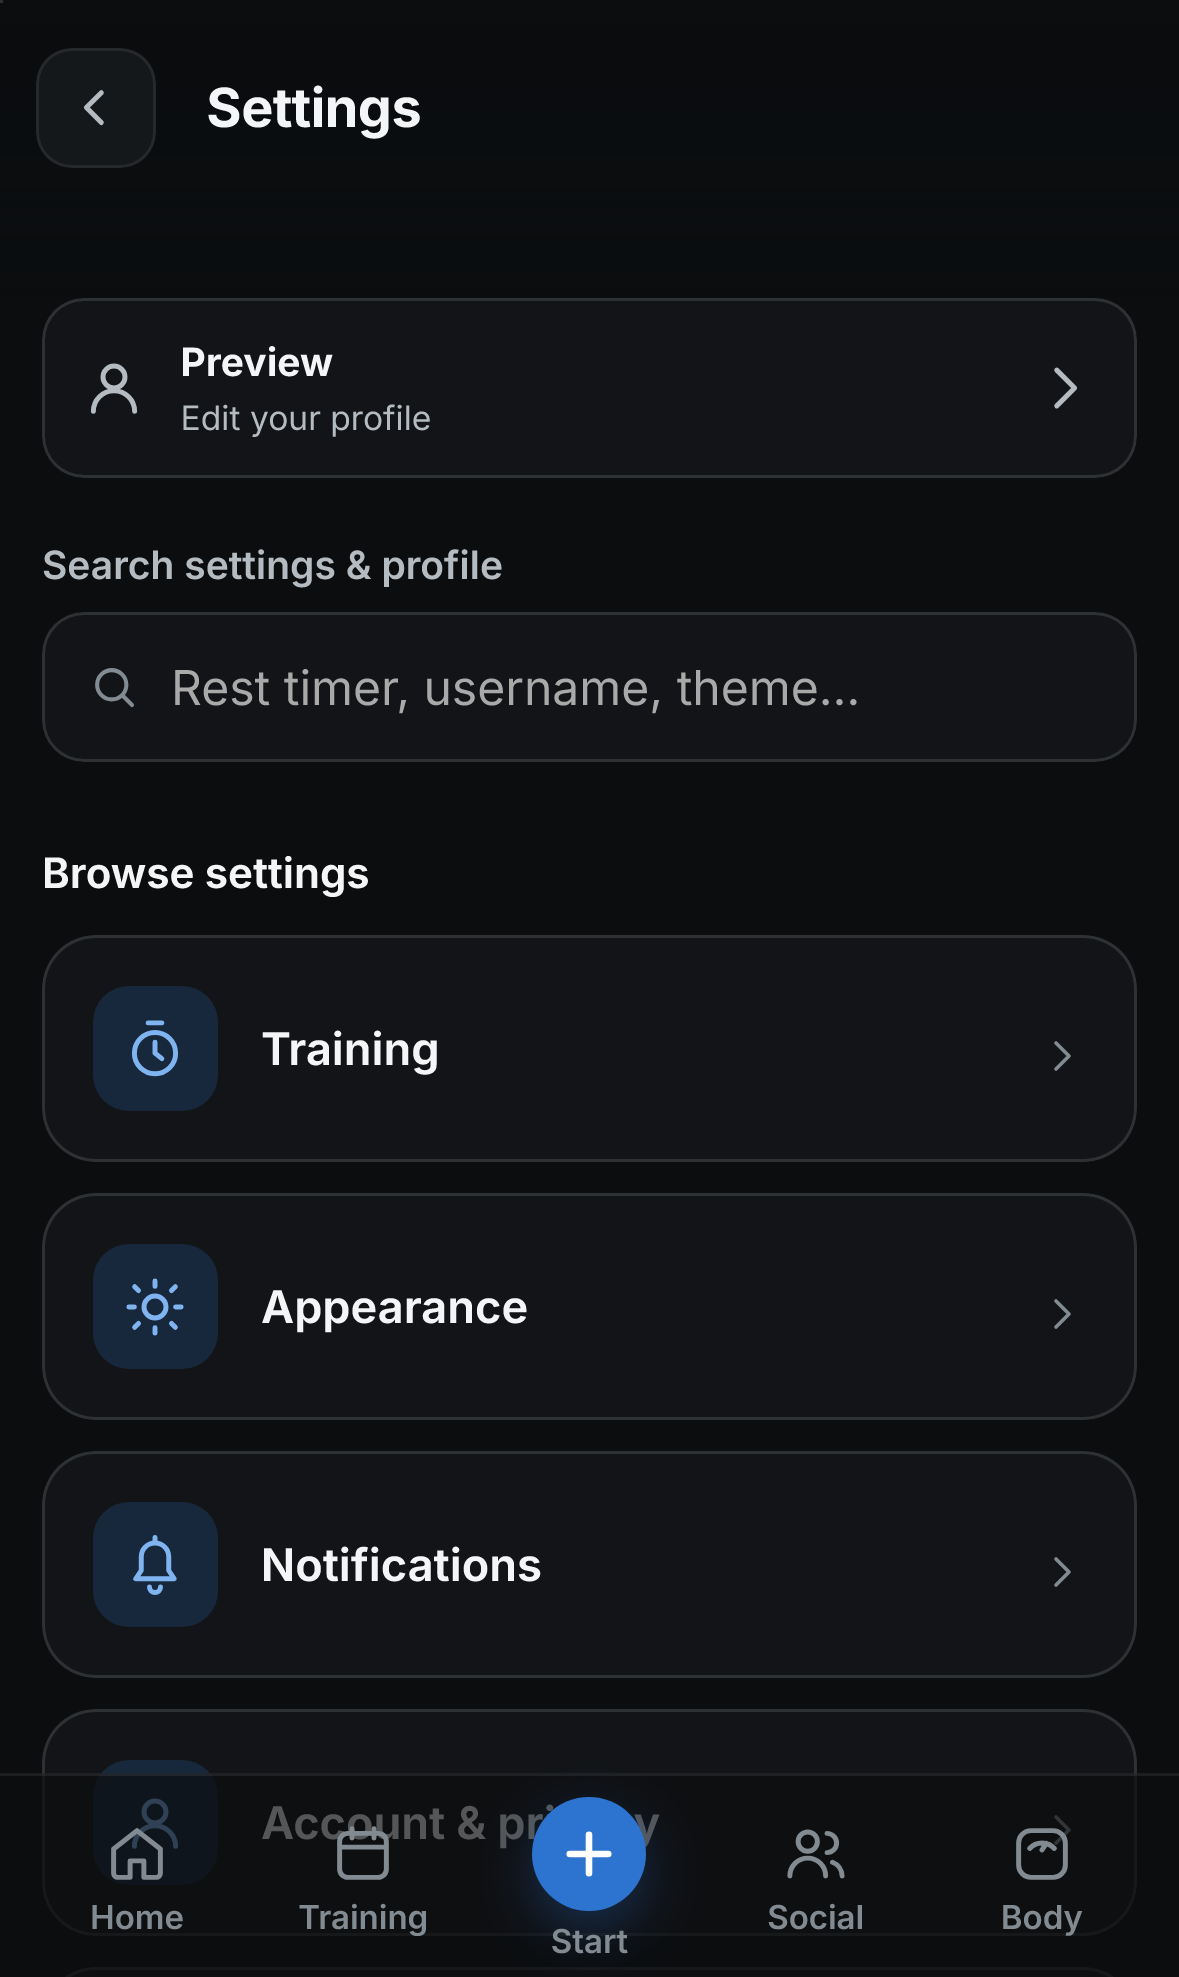 Settings
Preview
Edit your profile
Search settings & profile
Rest timer, username, theme...
Browse settings
Training
Appearance
Notifications
Account &
Home
Training
Start
Social
Body